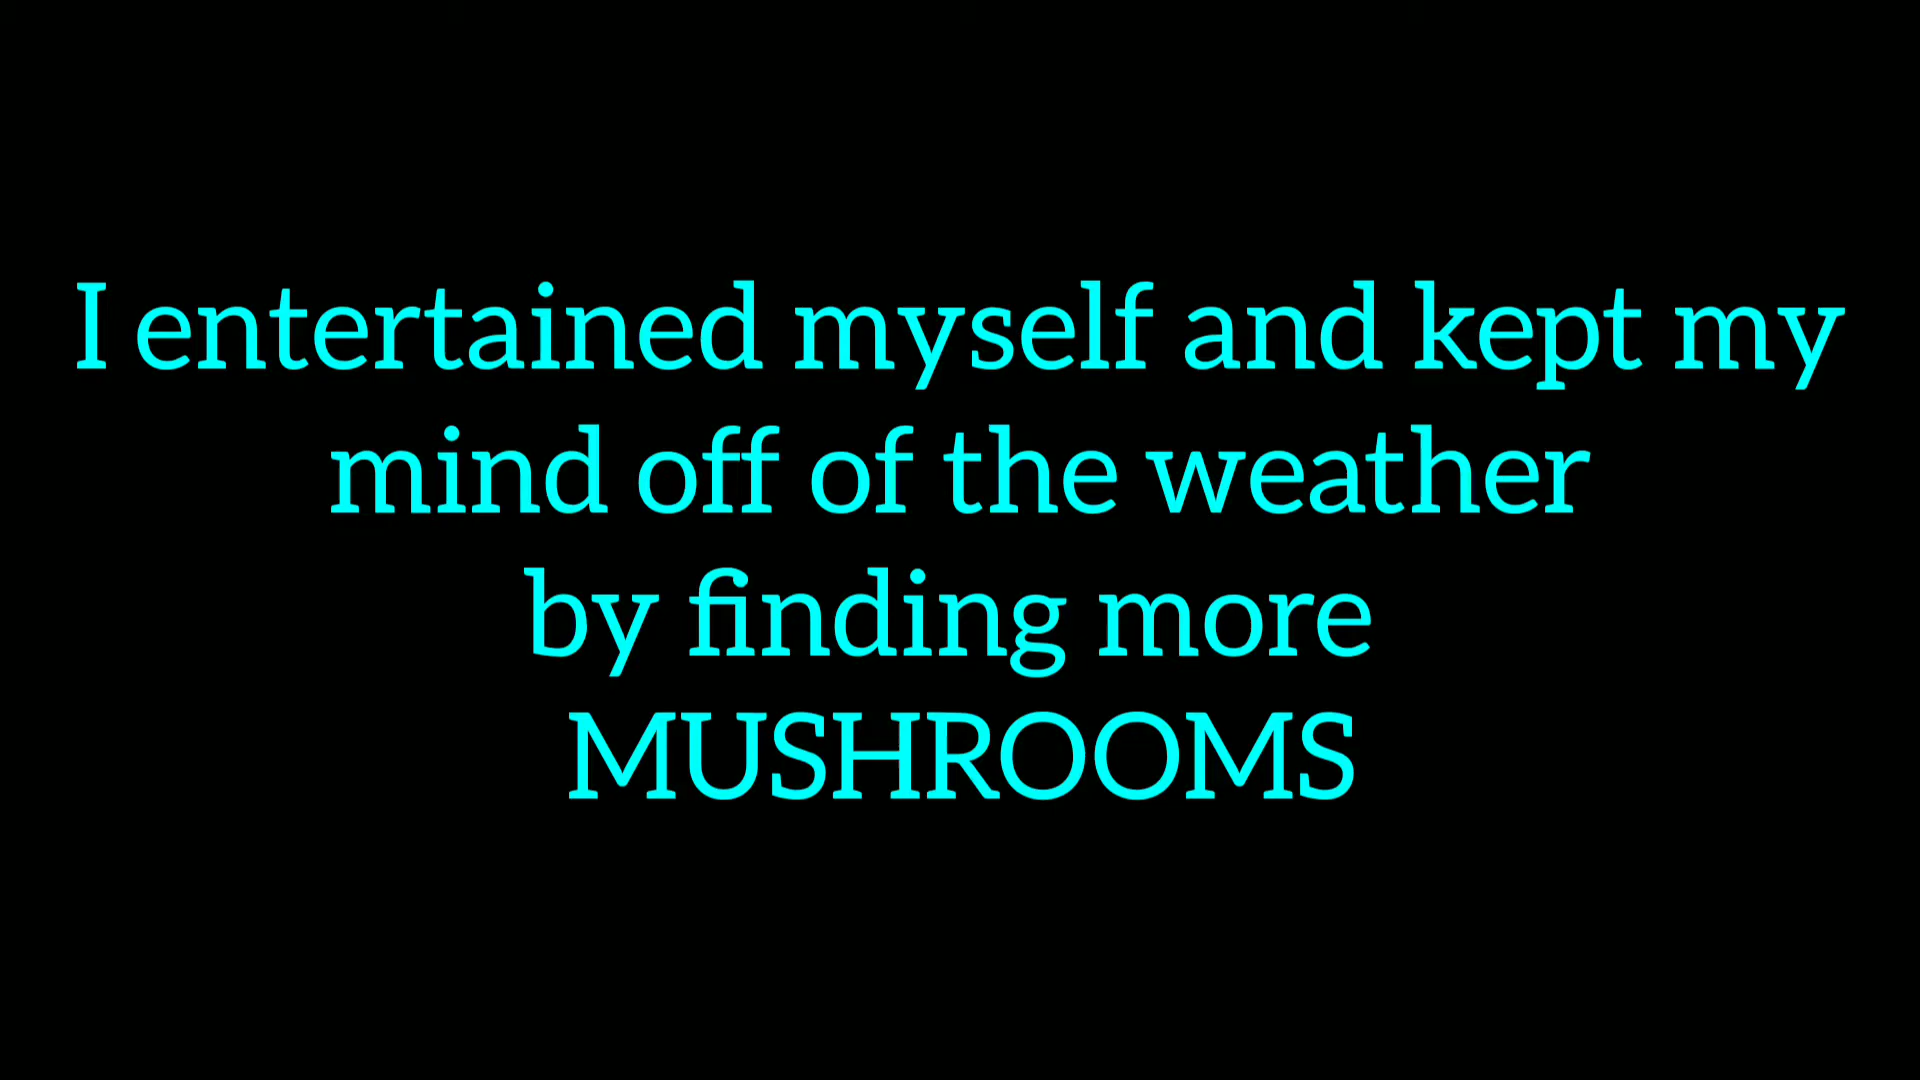 I entertained myself and kept my
mind off of the weather
by finding more
MUSHROOMS